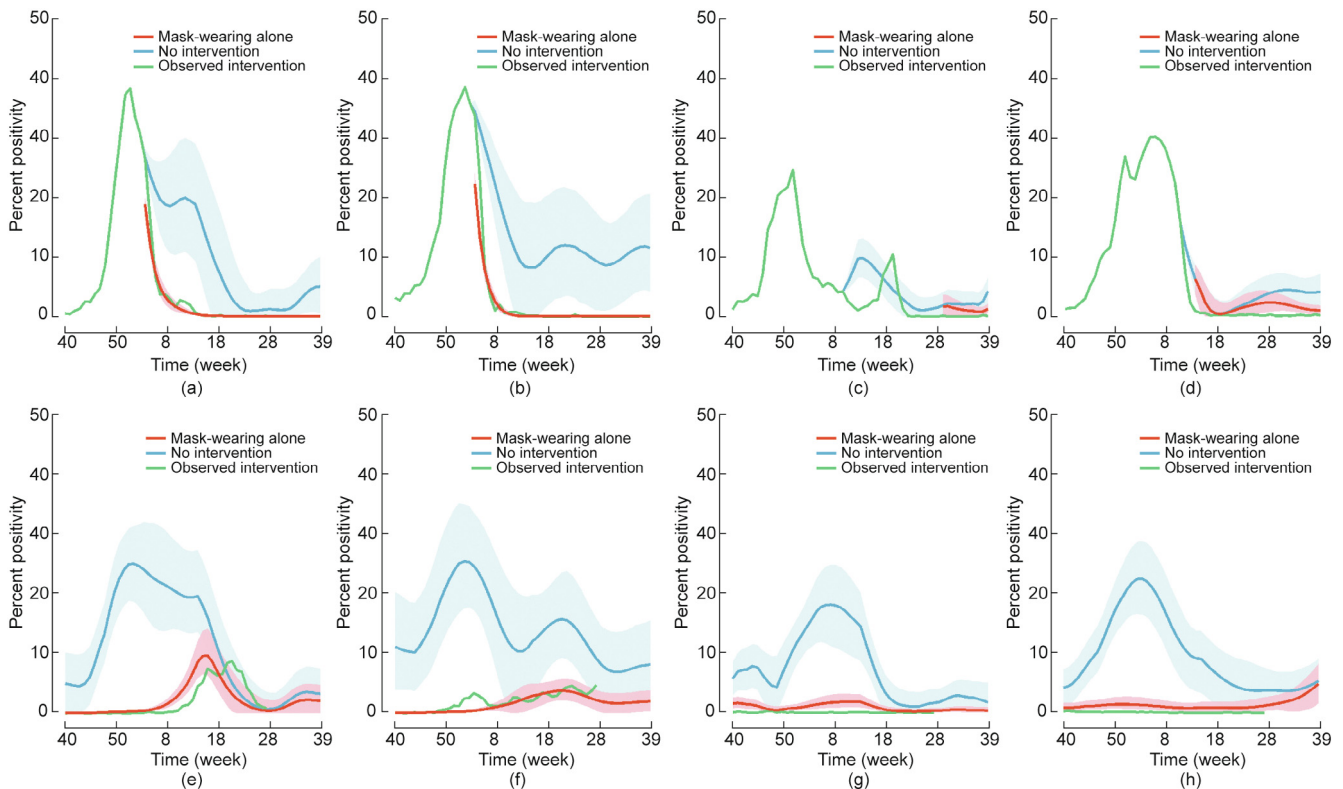 Percent positivity
50
40
40
20
10
0
Mask-wearing alone
No intervention
Observed intervention
40 50 8 18 28 39
Time (week)
(a)
Percent positivity
50
40
40
20
10
0
Mask-wearing alone
No intervention
Observed intervention
40 50 8 18 28 39
Time (week)
(b)
Percent positivity
50
40
40
20
10
0
Mask-wearing alone
No intervention
Observed intervention
40 50 8 18 28 39
Time (week)
(c)
Percent positivity
50
40
40
20
10
0
Mask-wearing alone
No intervention
Observed intervention
40 50 8 18 28 39
Time (week)
(d)
Percent positivity
50
40
40
20
10
0
Mask-wearing alone
No intervention
Observed intervention
40 50 8 18 28 39
Time (week)
(e)
Percent positivity
50
40
40
20
10
0
Mask-wearing alone
No intervention
Observed intervention
40 50 8 18 28 39
Time (week)
(f)
Percent positivity
50
40
40
20
10
0
Mask-wearing alone
No intervention
Observed intervention
40 50 8 18 28 39
Time (week)
(g)
Percent positivity
50
40
40
20
10
0
Mask-wearing alone
No intervention
Observed intervention
40 50 8 18 28 39
Time (week)
(h)